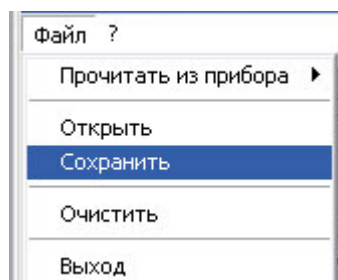 Файл ?
Прочитать из прибора
Открыть
Сохранить
Очистить
Выход